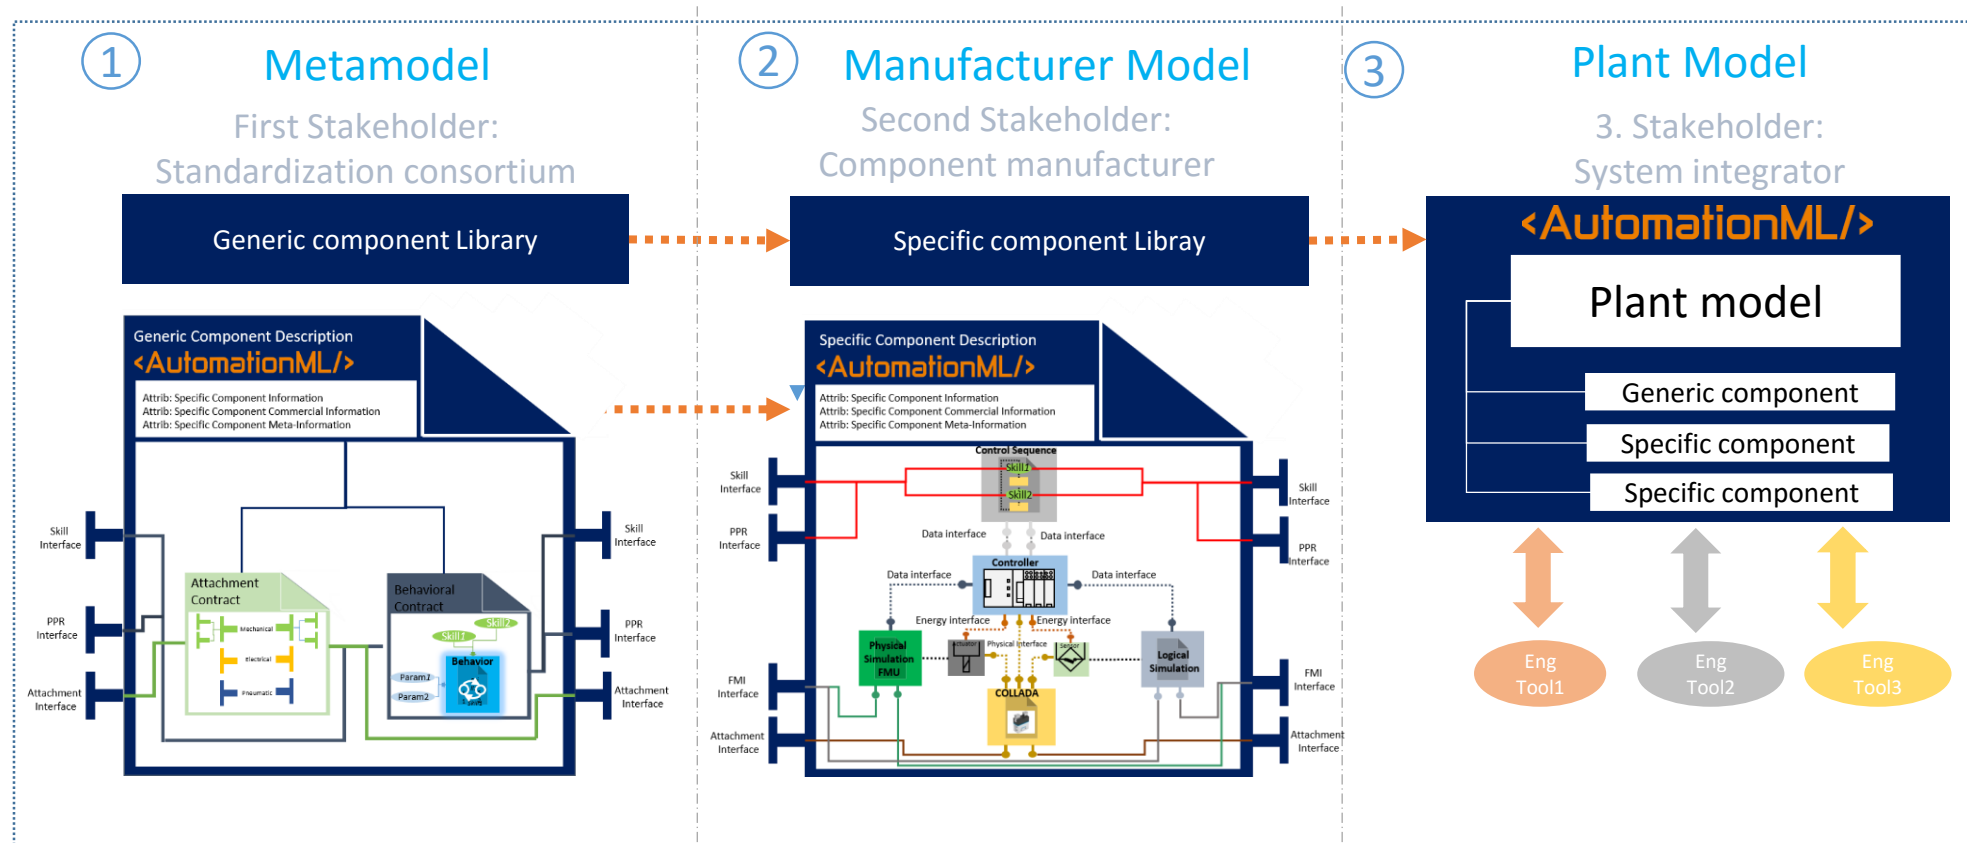 1
Metamodel
First Stakeholder:
Standardization consortium
Generic component Library
Generic Component Description
<AutomationML/>
Attrib: Specific Component Information
Attrib: Specific Component Commercial Information
Attrib: Specific Component Meta-Information
Skill
Interface
PPR
Interface
Attachment
Interface
Attachment
Contract
Mechanical
Electrical
Pneumatic
Behavioral
Contract
Skill1
Skill2
Behavior
Param1
Param2
Skill
Interface
PPR
Interface
Attachment
Interface
2
Manufacturer Model
Second Stakeholder:
Component manufacturer
Specific component Libray
Specific Component Description
<AutomationML/>
Attrib: Specific Component Information
Attrib: Specific Component Commercial Information
Attrib: Specific Component Meta-Information
Skill
Interface
PPR
Interface
FMI
Interface
Attachment
Interface
Control Sequence
Skill1
Skill2
Data interface
Data interface
Controller
Data interface
Data interface
Energy interface
Energy interface
Physical
Simulation
FMU
Actuator
Physical Interface
Sensor
Logical
Simulation
COLLADA
Skill
Interface
PPR
Interface
FMI
Interface
Attachment
Interface
3
Plant Model
3. Stakeholder:
System integrator
<AutomationML/>
Plant model
Generic component
Specific component
Specific component
Eng
Tool1
Eng
Tool2
Eng
Tool3